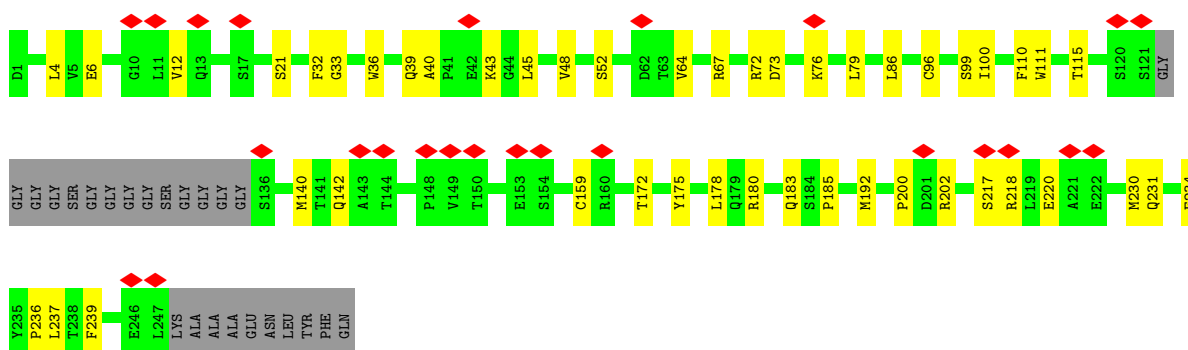 D1 L4 V5 E6 G10 L11 V12 Q13 S17 S21 F32 G33 W36 Q39 A40 P41 E42 K43 G44 L45 V48 S52 D62 T63 V64 R67 R72 D73 K76 L79 L86 C96 S99 I100 F110 W111 T115 S120 S121 GLY
GLY GLY GLY SER GLY GLY GLY GLY SER GLY GLY GLY GLY S136 M140 T141 Q142 A143 T144 P148 V149 T150 E153 S154 C159 R160 T172 Y175 L178 Q179 R180 Q183 S184 P185 M192 P200 D201 R202 S217 R218 L219 E220 A221 E222 M230 Q231
Y235 P236 L237 T238 F239 E246 L247 LYS ALA ALA ALA GLU ASN LEU TYR PHE GLN